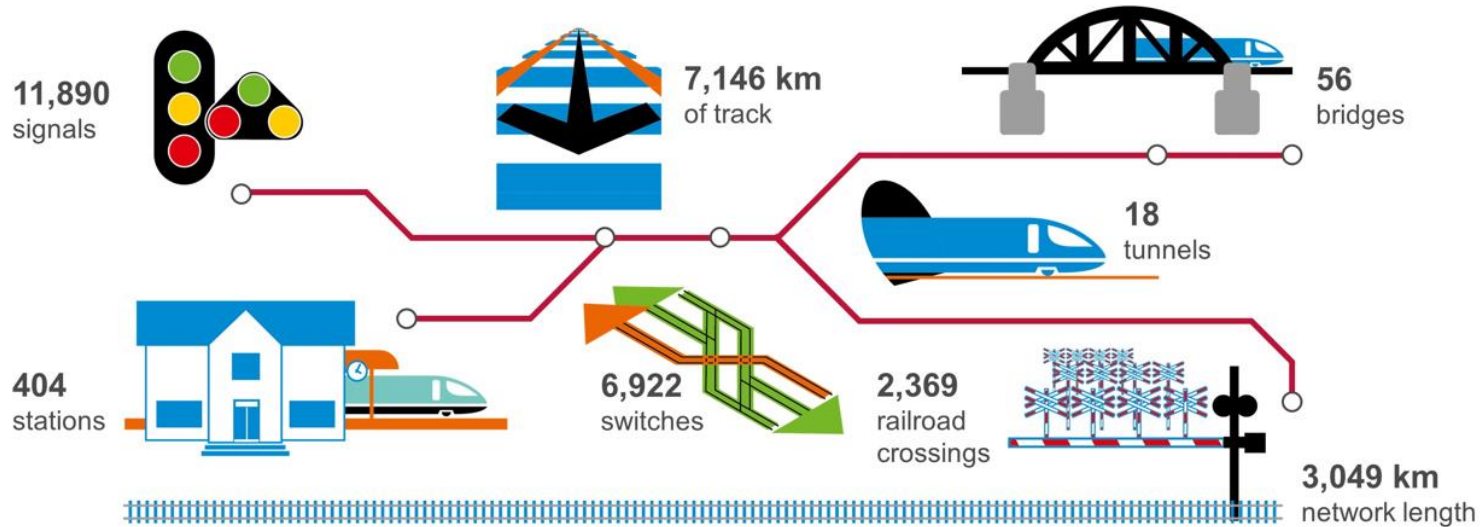 11,890
signals
7,146 km
of track
56
bridges
18
tunnels
404
stations
6,922
switches
2,369
railroad
crossings
3,049 km
network length